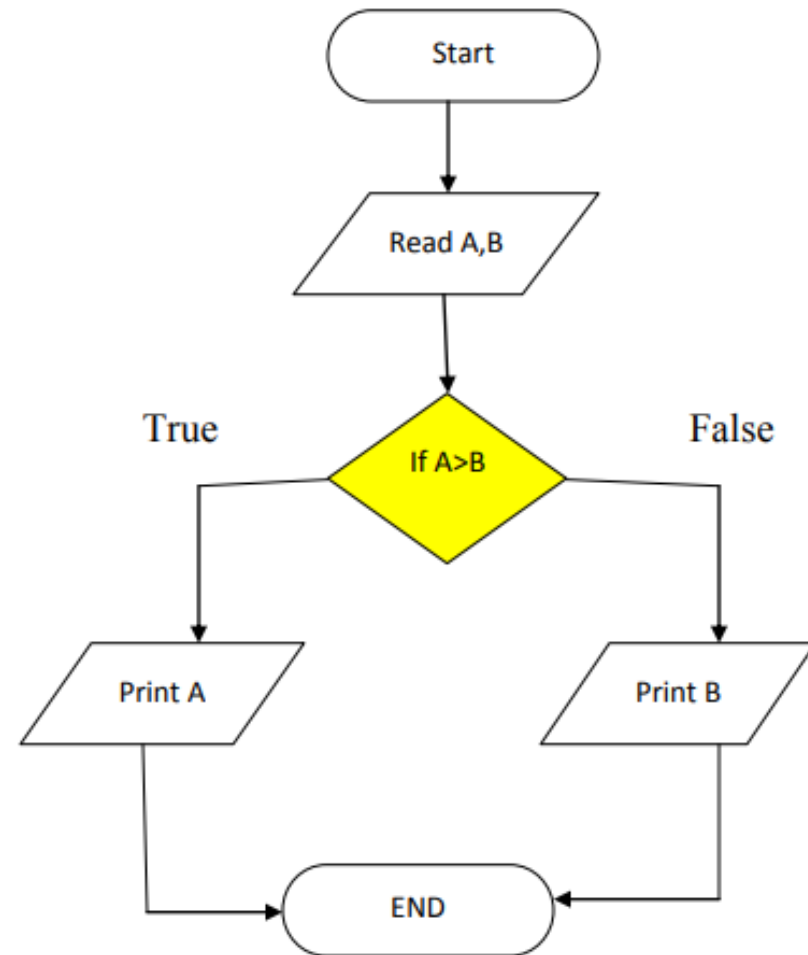 Start
Read A,B
True
False
If A>B
Print A
Print B
END